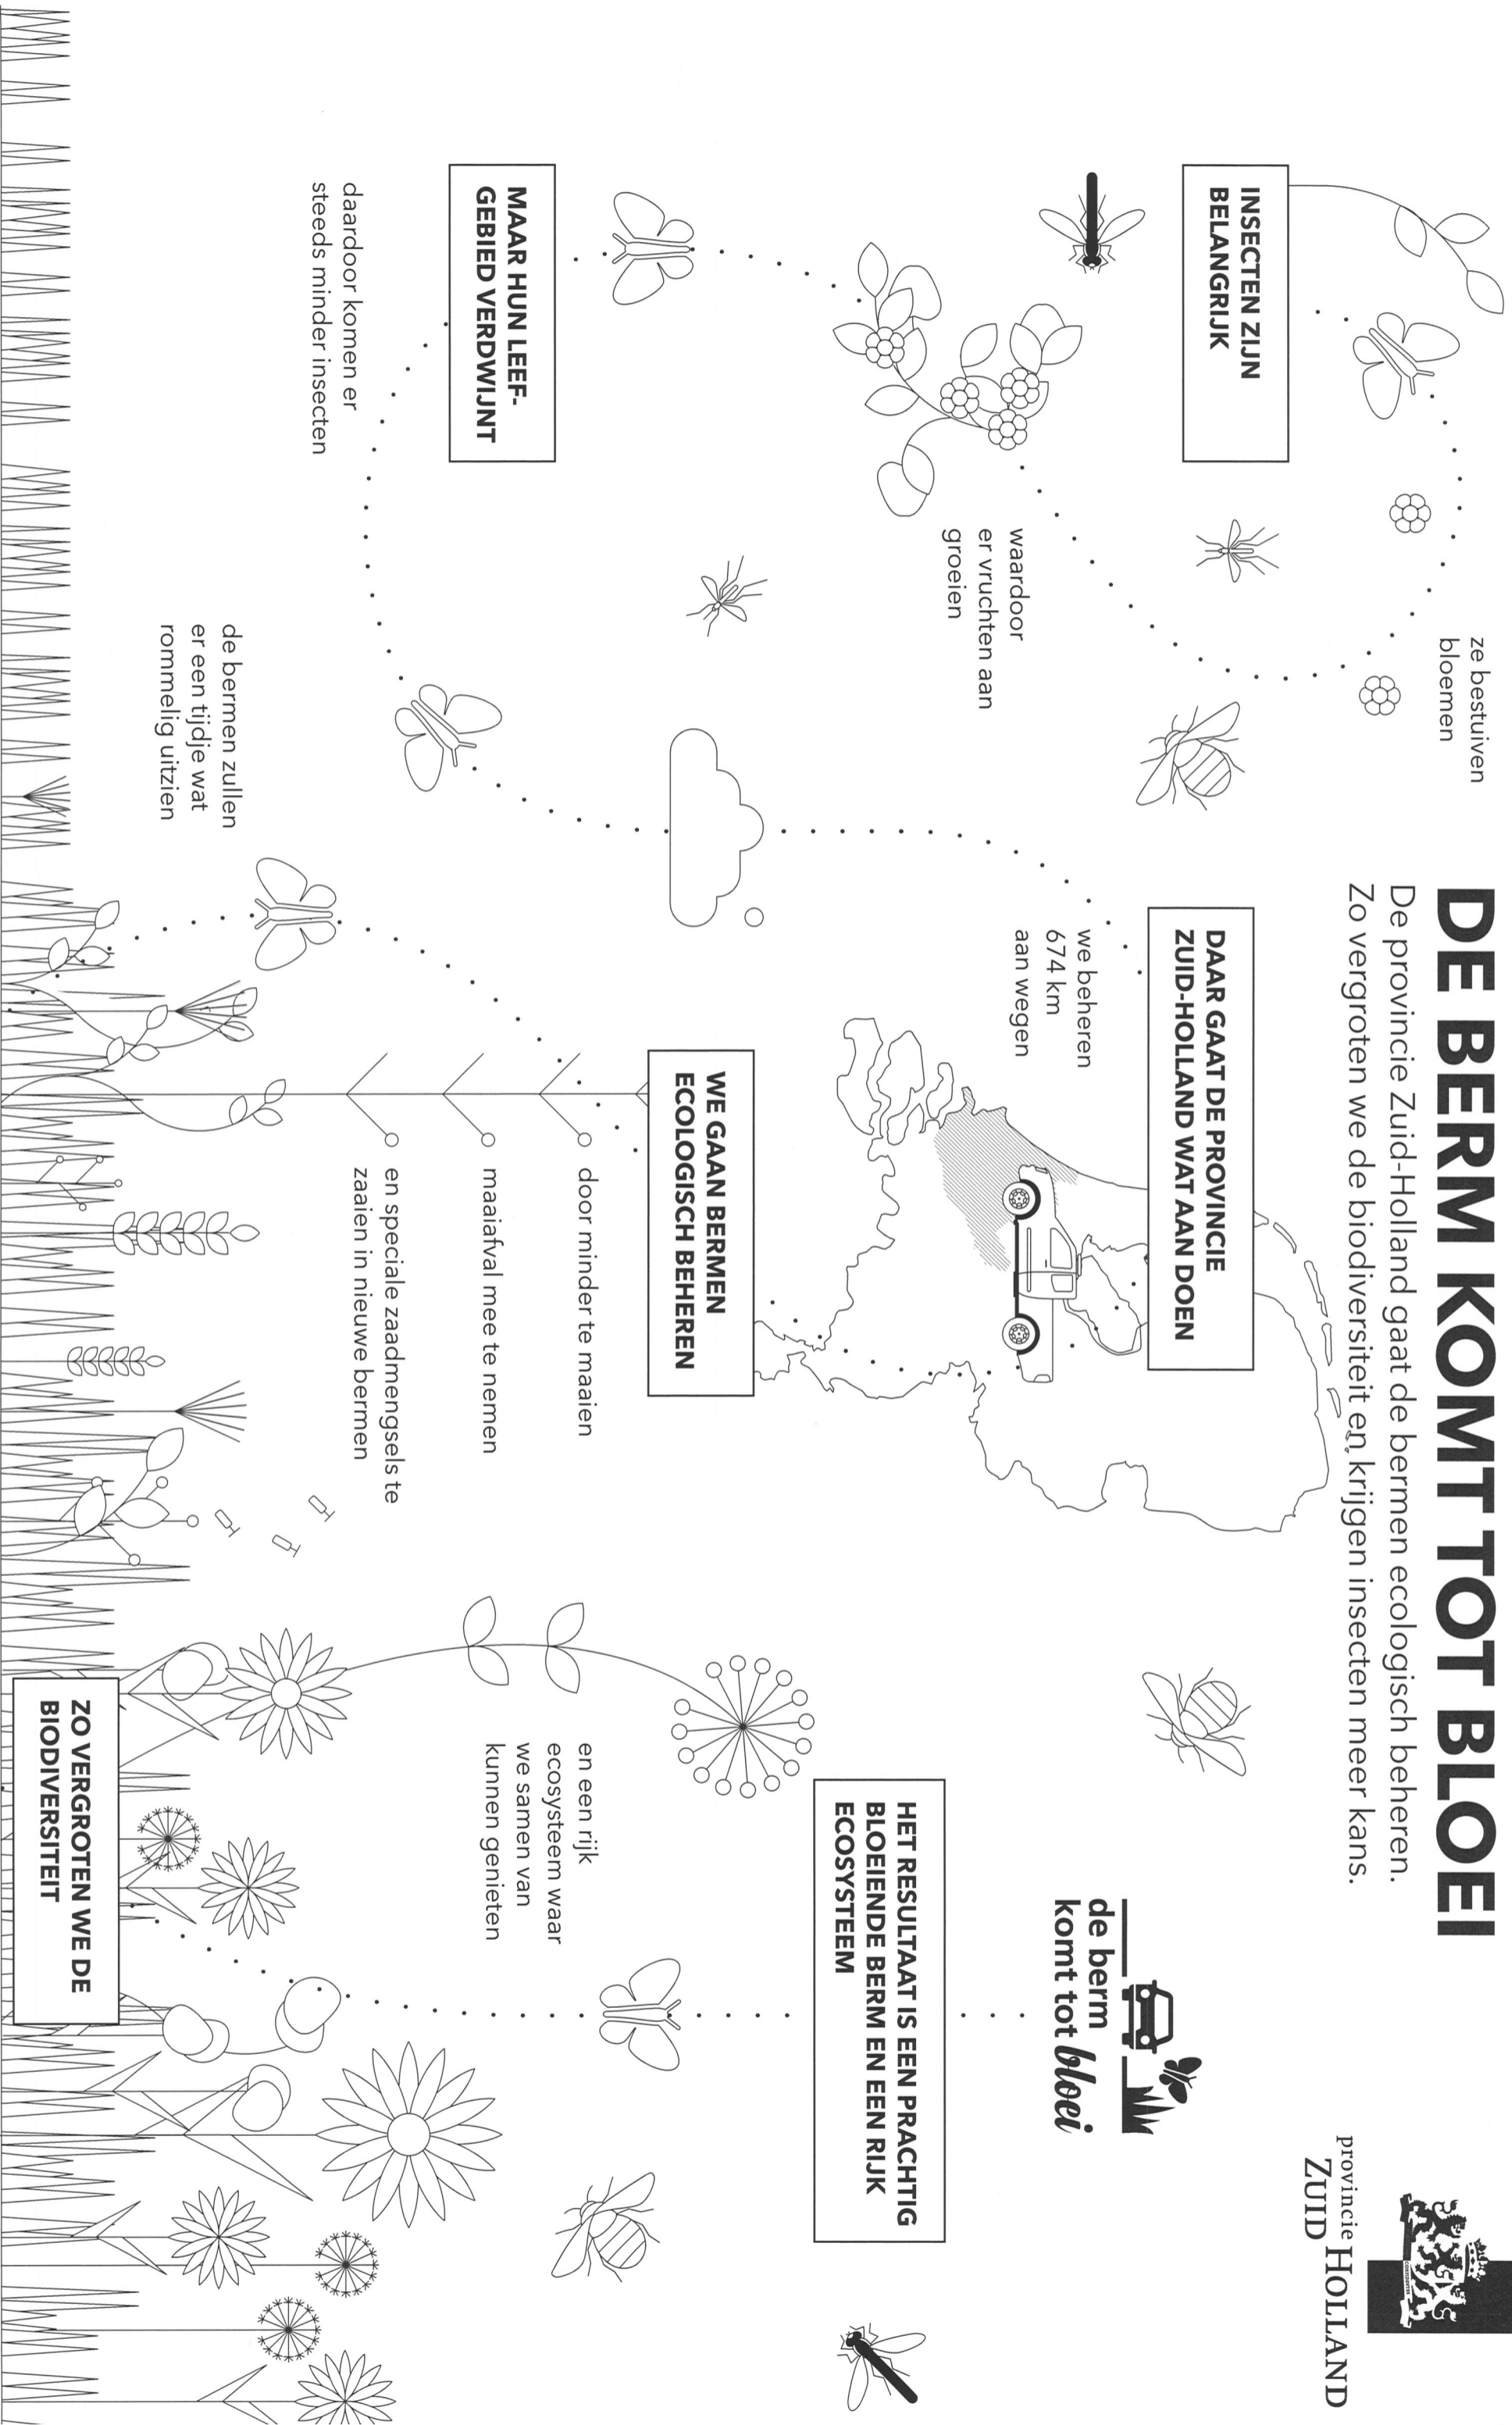 DE BERM KOMT TOT BLOEI
De provincie Zuid-Holland gaat de bermen ecologisch beheren.
Zo vergroten we de biodiversiteit en krijgen insecten meer kans.
provincie
ZUID HOLLAND
INSECTEN ZIJN
BELANGRIJK
ze bestuiven
bloemen
waardoor
er vruchten aan
groeien
MAAR HUN LEEF-
GEBIED VERDWIJNT
daardoor komen er
steeds minder insecten
DAAR GAAT DE PROVINCIE
ZUID-HOLLAND WAT AAN DOEN
we beheren
674 km
aan wegen
WE GAAN BERMEN
ECOLOGISCH BEHEREN
door minder te maaien
maaiafval mee te nemen
en speciale zaadmengsels te
zaaien in nieuwe bermen
de bermen zullen
er een tijdje wat
rommelig uitzien
ZO VERGROTEN WE DE
BIODIVERSITEIT
en een rijk
ecosysteem waar
we samen van
kunnen genieten
HET RESULTAAT IS EEN PRACHTIG
BLOEIENDE BERM EN EEN RIJK
ECOSYSTEEM
de berm
komt tot bloei